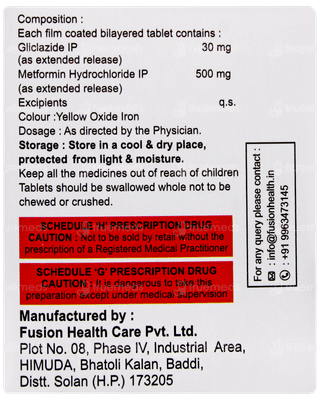 Composition :
Each film coated bilayered tablet contains :
Gliclazide IP 30 mg
(as extended release)
Metformin Hydrochloride IP 500 mg
(as extended release)
Excipients q.s.
Colour :Yellow Oxide Iron
Dosage : As directed by the Physician.
Storage : Store in a cool & dry place,
protected from light & moisture.
Keep all the medicines out of reach of children
Tablets should be swallowed whole not to be
chewed or crushed.
SCHEDULE 'H' PRESCRIPTION DRUG
CAUTION : Not to be sold by retail without the
prescription of a Registered Medical Practitioner
SCHEDULE 'G' PRESCRIPTION DRUG
CAUTION : It is dangerous to take this
preparation except under medical supervision
For any query please contact :
: info@fusionhealth.in
: +91 9963473145
Manufactured by :
Fusion Health Care Pvt. Ltd.
Plot No. 08, Phase IV, Industrial Area,
HIMUDA, Bhatoli Kalan, Baddi,
Distt. Solan (H.P.) 173205